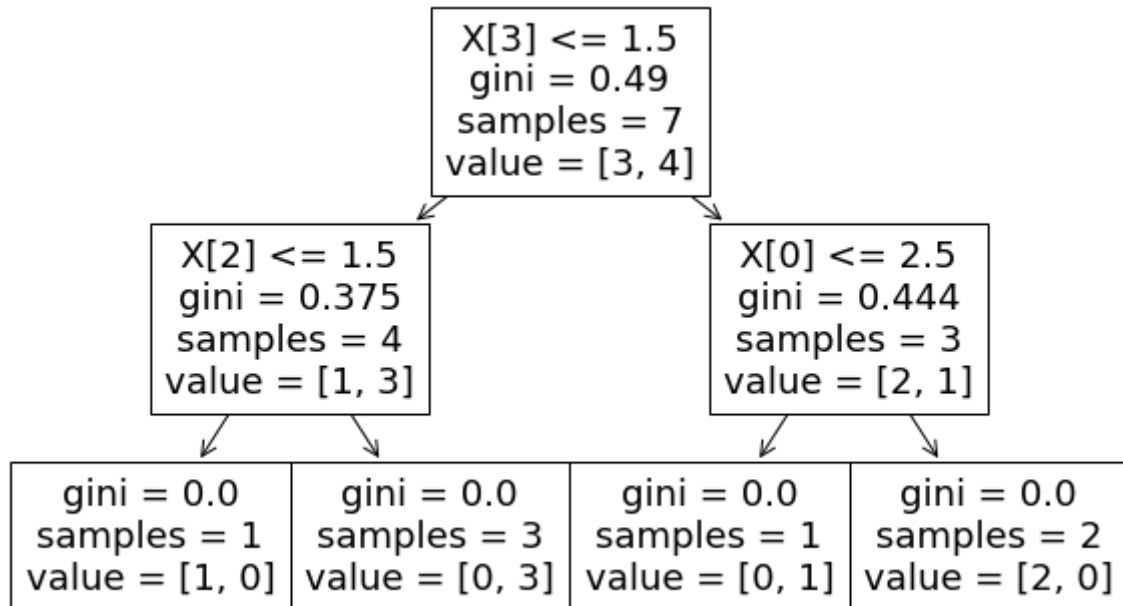 X[3] <= 1.5
gini = 0.49
samples = 7
value = [3, 4]
X[2] <= 1.5
gini = 0.375
samples = 4
value = [1, 3]
X[0] <= 2.5
gini = 0.444
samples = 3
value = [2, 1]
gini = 0.0
samples = 1
value = [1, 0]
gini = 0.0
samples = 3
value = [0, 3]
gini = 0.0
samples = 1
value = [0, 1]
gini = 0.0
samples = 2
value = [2, 0]